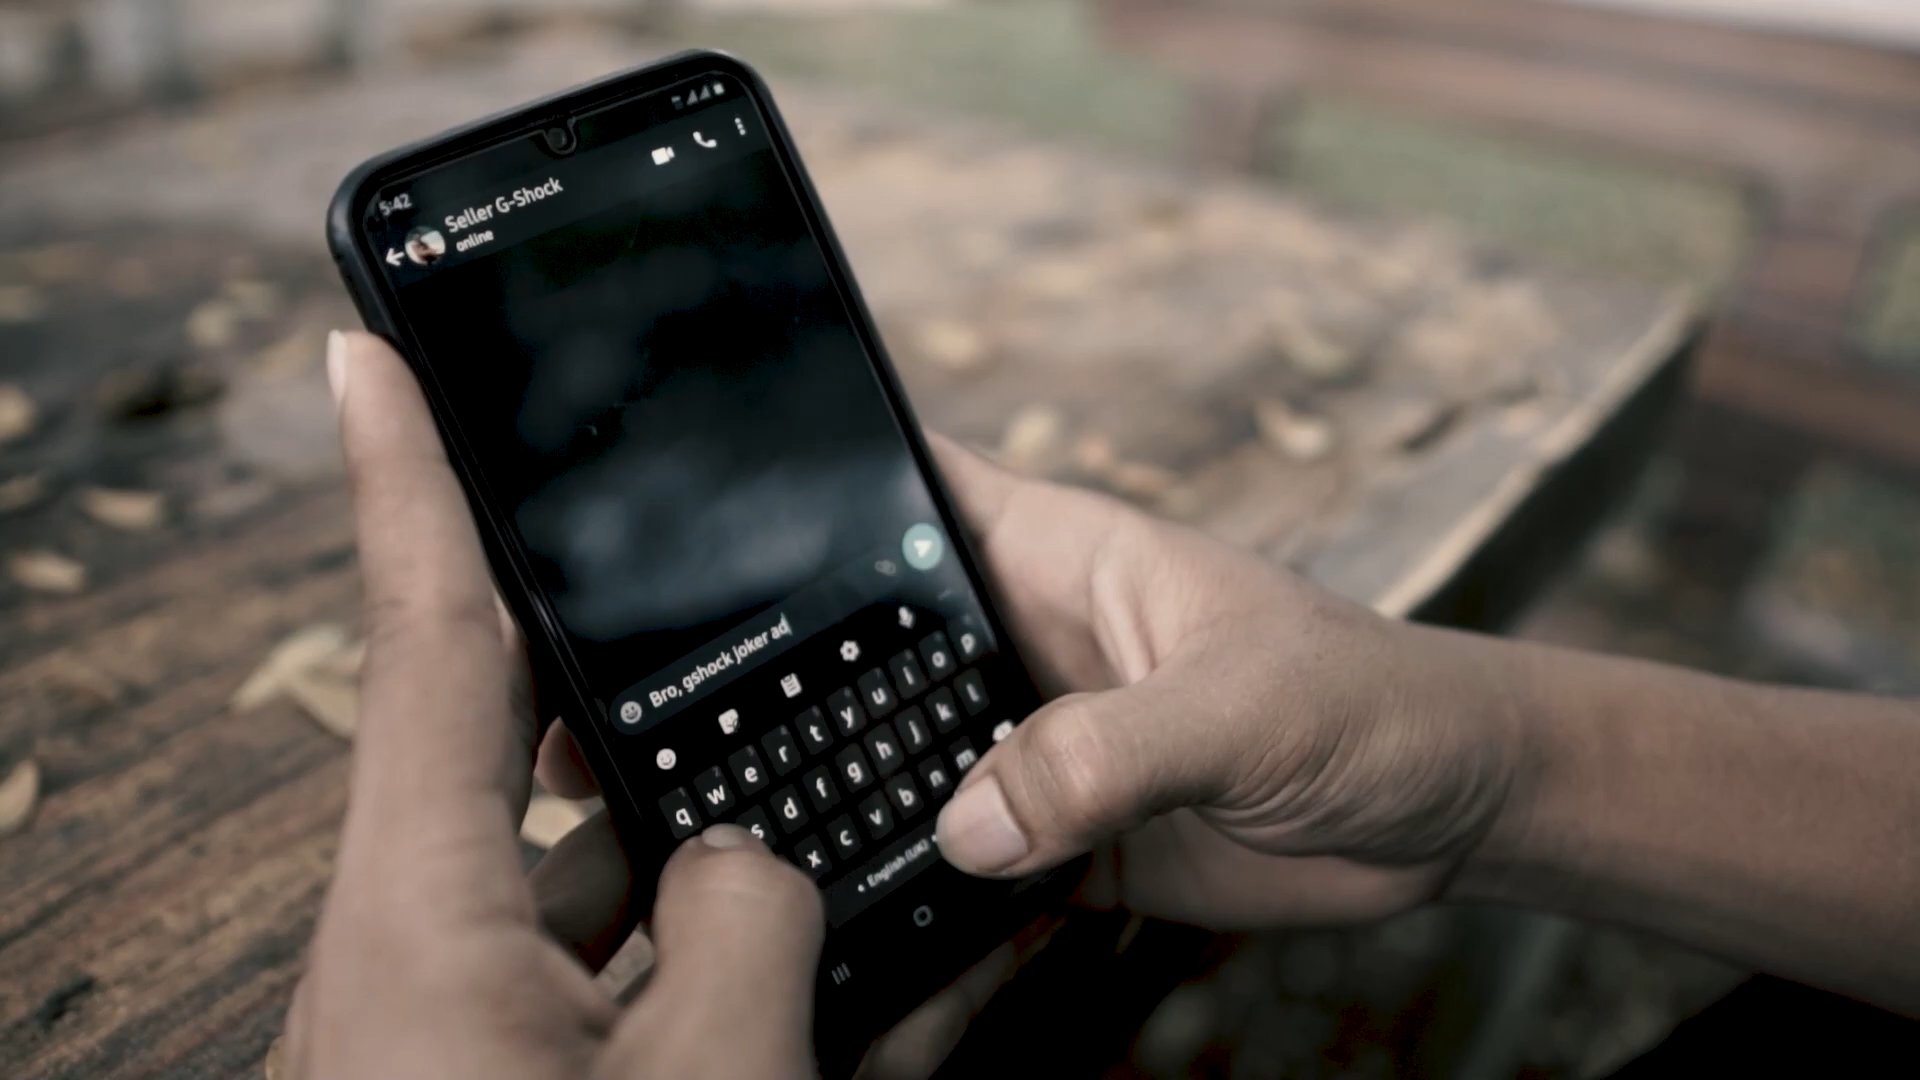 5:42
Seller G-Shock
online
Bro, gshock joker ad
q w e r t y u i o p
s d f g h j k l
x c v b n m
English (UK)